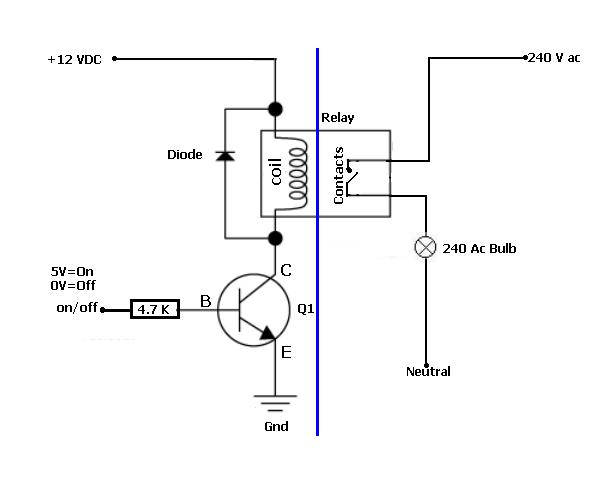 +12 VDC
240 V ac
Relay
Diode
coil
Contacts
240 Ac Bulb
5V=On
0V=Off
on/off
4.7 K
B
C
Q1
E
Neutral
Gnd